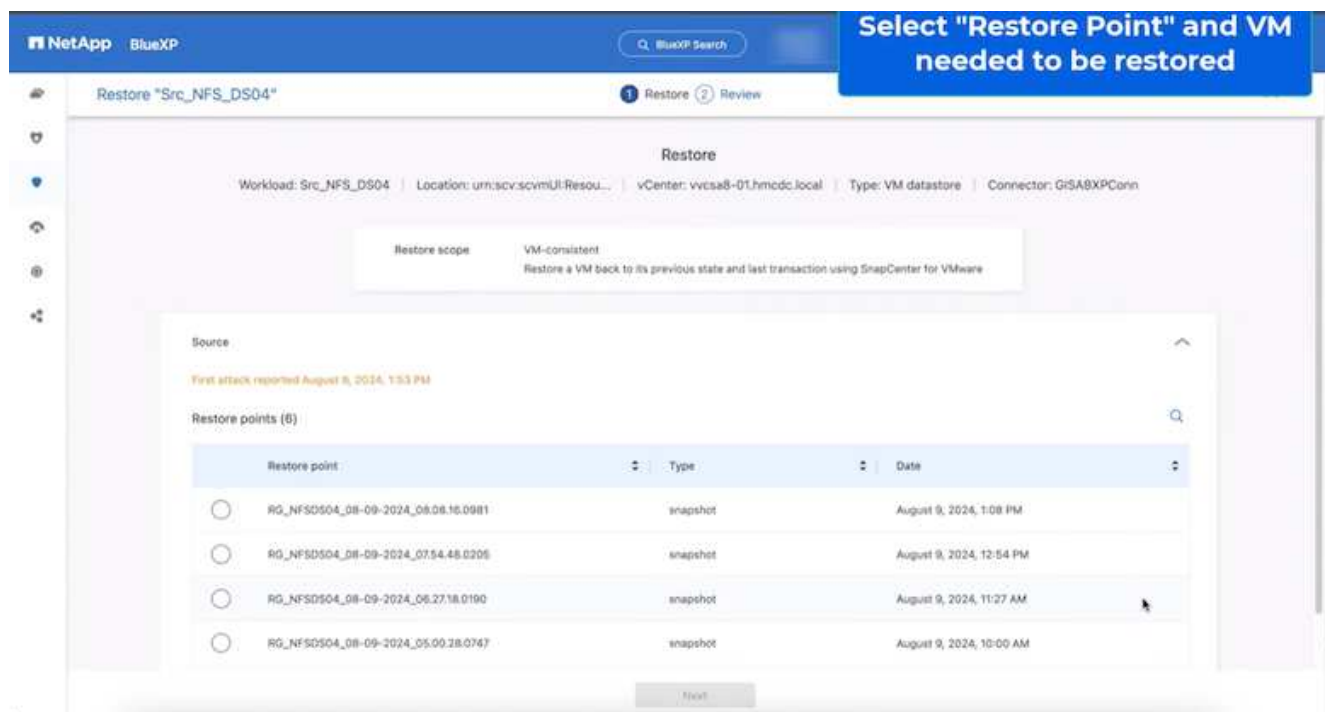 Select "Restore Point" and VM
needed to be restored
NetApp BlueXP
BlueXP Search
Restore "Src_NFS_DS04"
1 Restore 2 Review
Restore
Workload: Src_NFS_DS04 | Location: urn:scv:scvmUI:Resou... | vCenter: vvcsa8-01.hmcdc.local | Type: VM datastore | Connector: GISABXPConn
Restore scope VM-consistent
Restore a VM back to its previous state and last transaction using SnapCenter for VMware
Source
First attack reported August 9, 2024, 1:53 PM
Restore points (6)
Restore point Type Date
RG_NFSDS04_08-09-2024_08.08.16.0981 snapshot August 9, 2024, 1:08 PM
RG_NFSDS04_08-09-2024_07.54.48.0205 snapshot August 9, 2024, 12:54 PM
RG_NFSDS04_08-09-2024_06.27.18.0190 snapshot August 9, 2024, 11:27 AM
RG_NFSDS04_08-09-2024_05.00.28.0747 snapshot August 9, 2024, 10:00 AM
Next